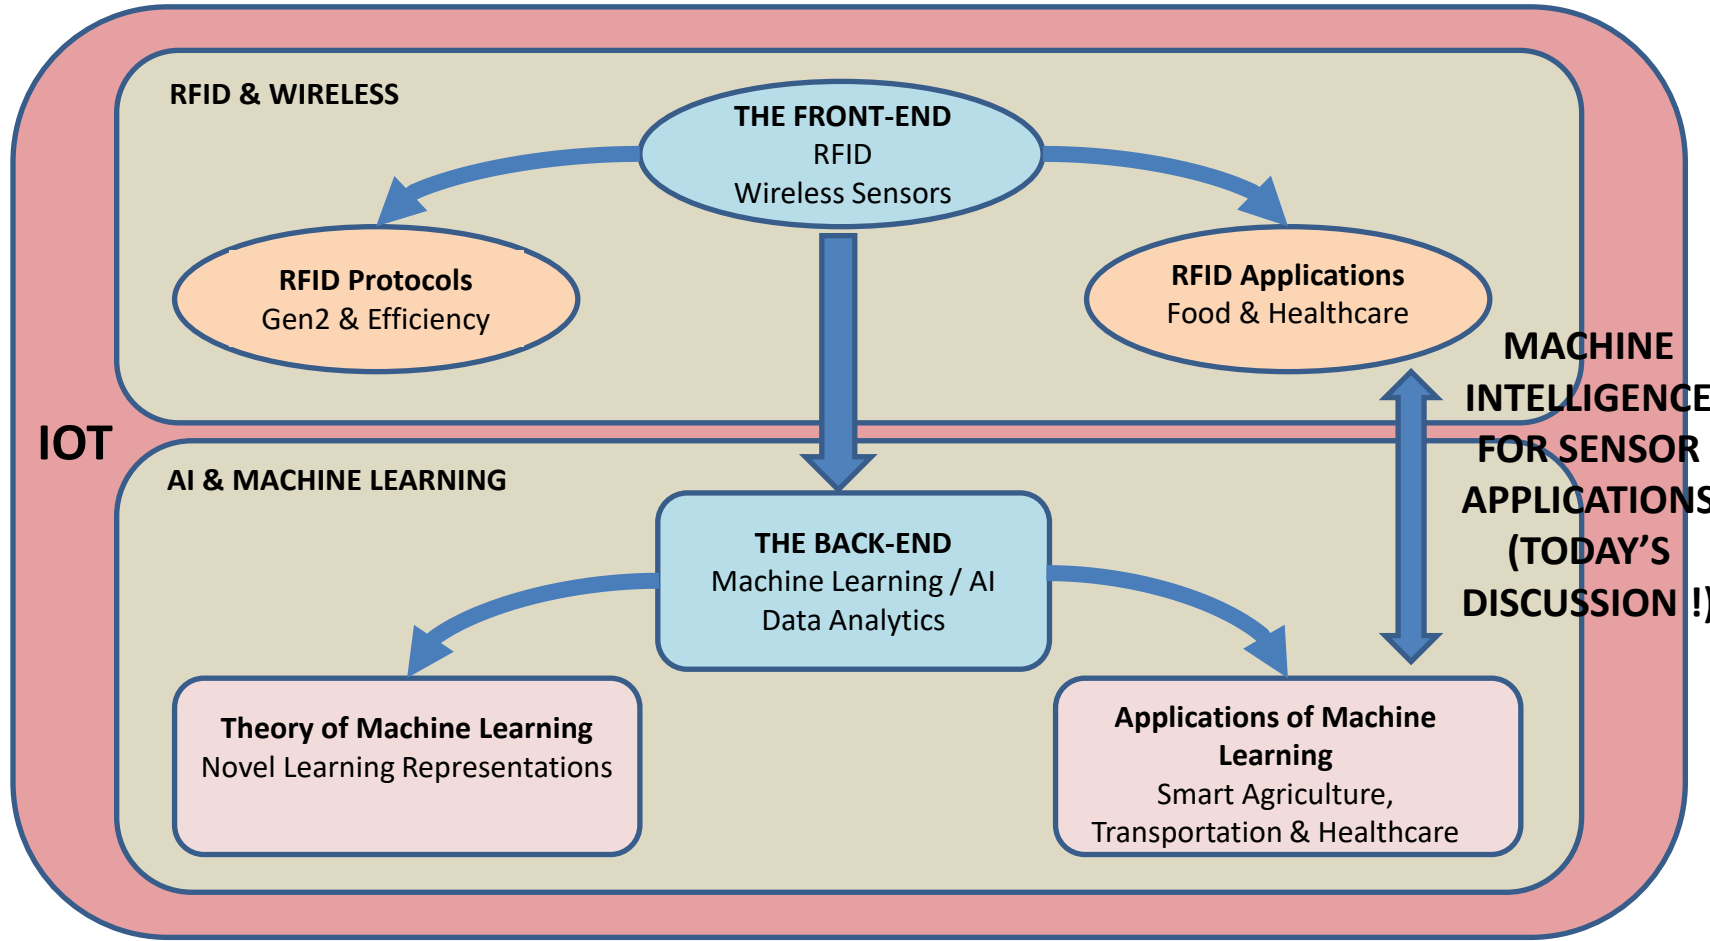 RFID & WIRELESS
THE FRONT-END
RFID
Wireless Sensors
RFID Protocols
Gen2 & Efficiency
RFID Applications
Food & Healthcare
IOT
MACHINE
INTELLIGENCE
FOR SENSOR
APPLICATIONS
(TODAY’S
DISCUSSION !)
AI & MACHINE LEARNING
THE BACK-END
Machine Learning / AI
Data Analytics
Theory of Machine Learning
Novel Learning Representations
Applications of Machine
Learning
Smart Agriculture,
Transportation & Healthcare